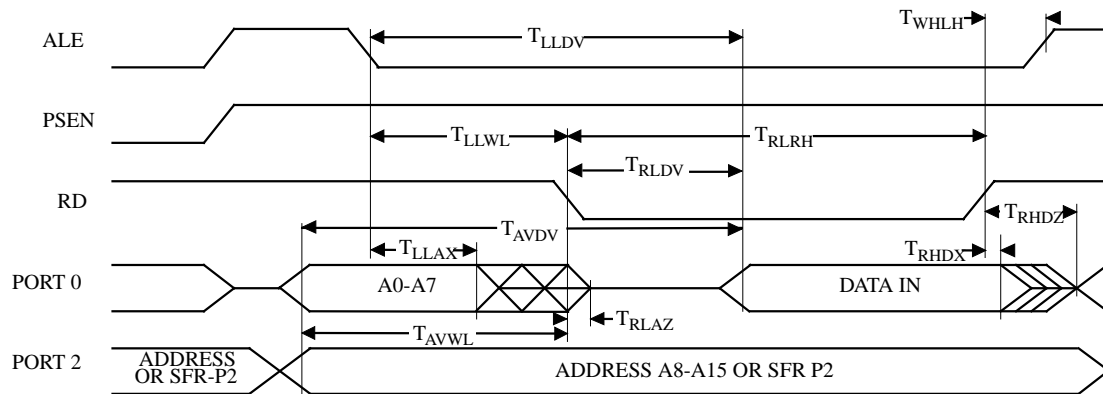 T_WHLH
ALE
T_LLDV
PSEN
T_LLWL
T_RLRH
T_RLDV
RD
T_AVDV
T_RHDZ
T_LLAX
T_RHDX
PORT 0
A0-A7
DATA IN
T_RLAZ
T_AVWL
PORT 2
ADDRESS
OR SFR-P2
ADDRESS A8-A15 OR SFR P2